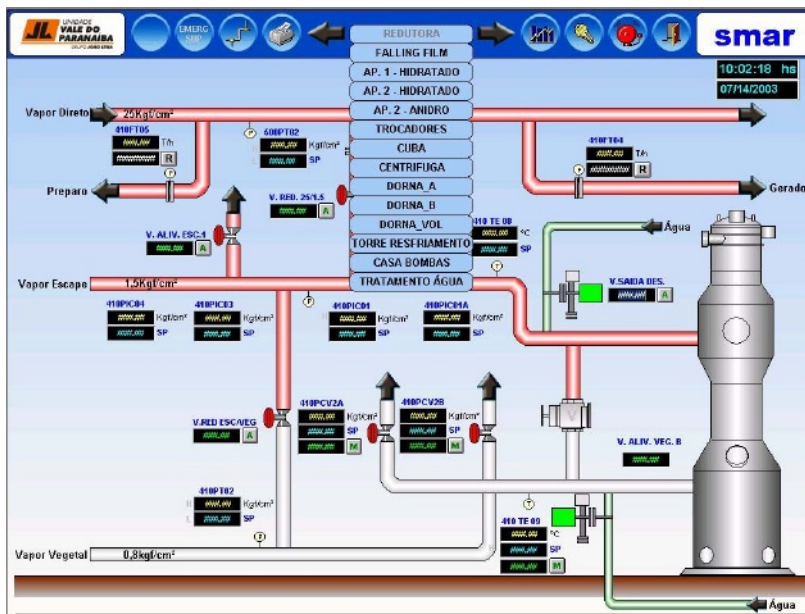 JL
UNIDADE
VALE DO
PARANAIBA
EMERG
REDUTORA
FALLING FILM
AP. 1 - HIDRATADO
AP. 2 - HIDRATADO
AP. 2 - ANIDRO
TROCADORES
CUBA
CENTRIFUGA
DORNA_A
DORNA_B
DORNA_VOL
TORRE RESFRIAMENTO
CASA BOMBAS
TRATAMENTO ÁGUA
smar
10:02:18 hs
07/14/2003
Vapor Direto
25Kgf/cm²
410FT05
T/h
R
Preparo
600PT02
Kgf/cm²
SP
V. RED. 25/1.5
A
410FT04
T/h
R
Gerado
V. ALIV. ESC.1
A
410 TE 08
°C
SP
Água
V.SAIDA DES.
A
Vapor Escape
1,5Kgf/cm²
410PIC04
Kgf/cm²
SP
410PIC03
Kgf/cm²
SP
410PIC01
Kgf/cm²
SP
410PIC01A
Kgf/cm²
SP
V.RED ESC/VEG
A
410PCV2A
Kgf/cm²
SP
M
410PCV2B
Kgf/cm²
SP
M
V
V. ALIV. VEG. B
410PT02
Kgf/cm²
SP
410 TE 09
°C
SP
M
Vapor Vegetal
0,8kgf/cm²
Água